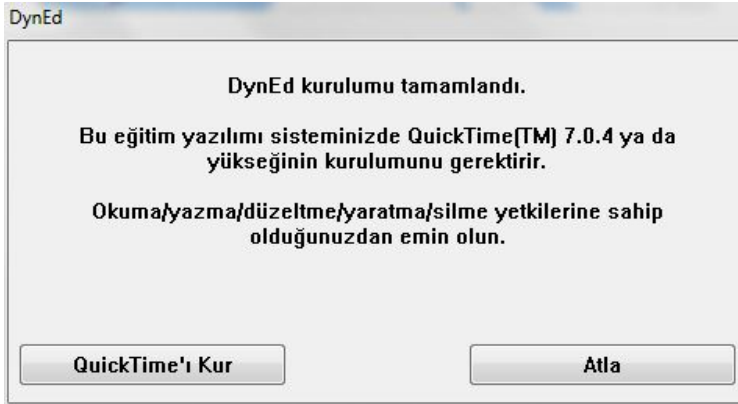 DynEd
DynEd kurulumu tamamlandı.
Bu eğitim yazılımı sisteminizde QuickTime(TM) 7.0.4 ya da
yükseğinin kurulumunu gerektirir.
Okuma/yazma/düzeltme/yaratma/silme yetkilerine sahip
olduğunuzdan emin olun.
QuickTime'ı Kur
Atla